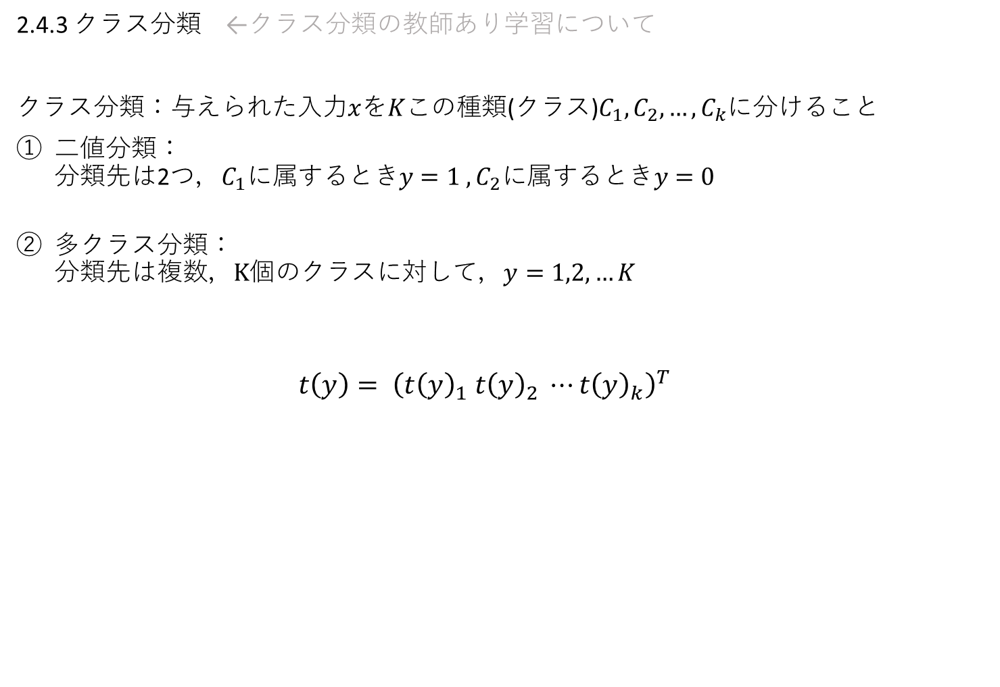 2.4.3 クラス分類 ←クラス分類の教師あり学習について
クラス分類：与えられた入力xをKこの種類(クラス)C₁, C₂, …, Cₖに分けること
① 二値分類：
分類先は2つ，C₁に属するときy = 1 , C₂に属するときy = 0
② 多クラス分類：
分類先は複数，K個のクラスに対して，y = 1,2, … K
t(y) = (t(y)₁ t(y)₂ ⋯ t(y)ₖ)ᵀ